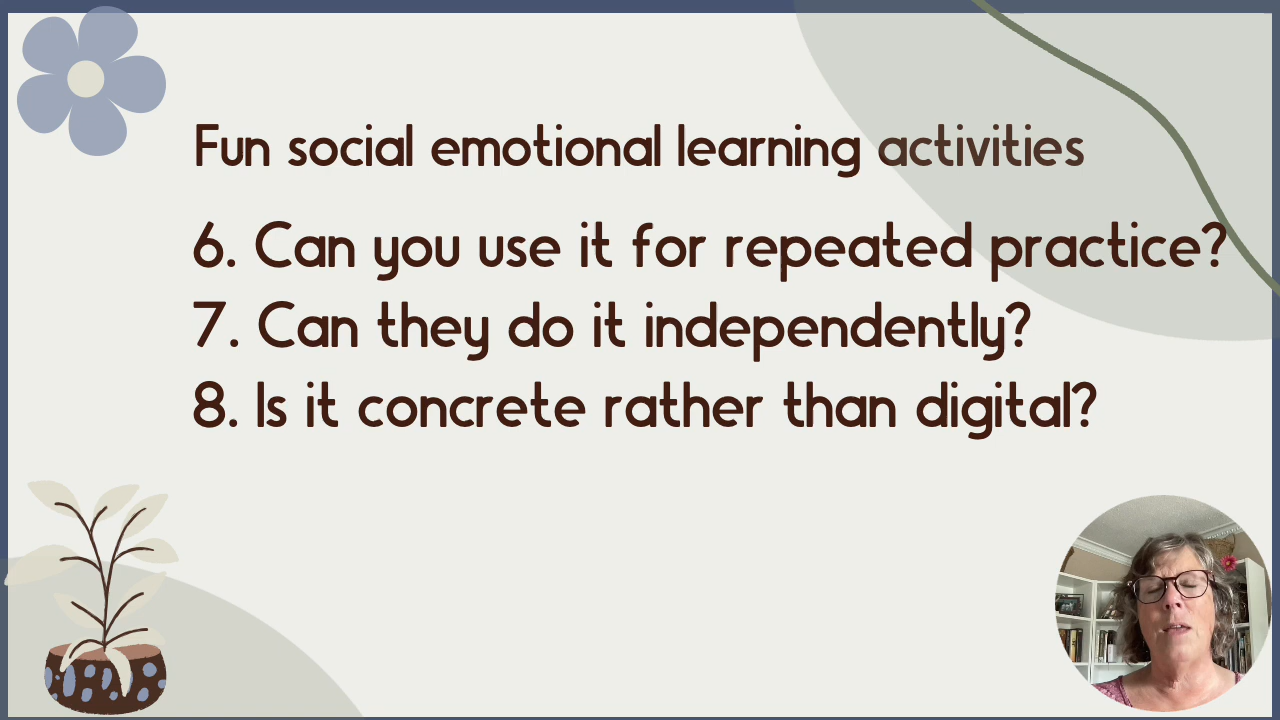 Fun social emotional learning activities
6. Can you use it for repeated practice?
7. Can they do it independently?
8. Is it concrete rather than digital?